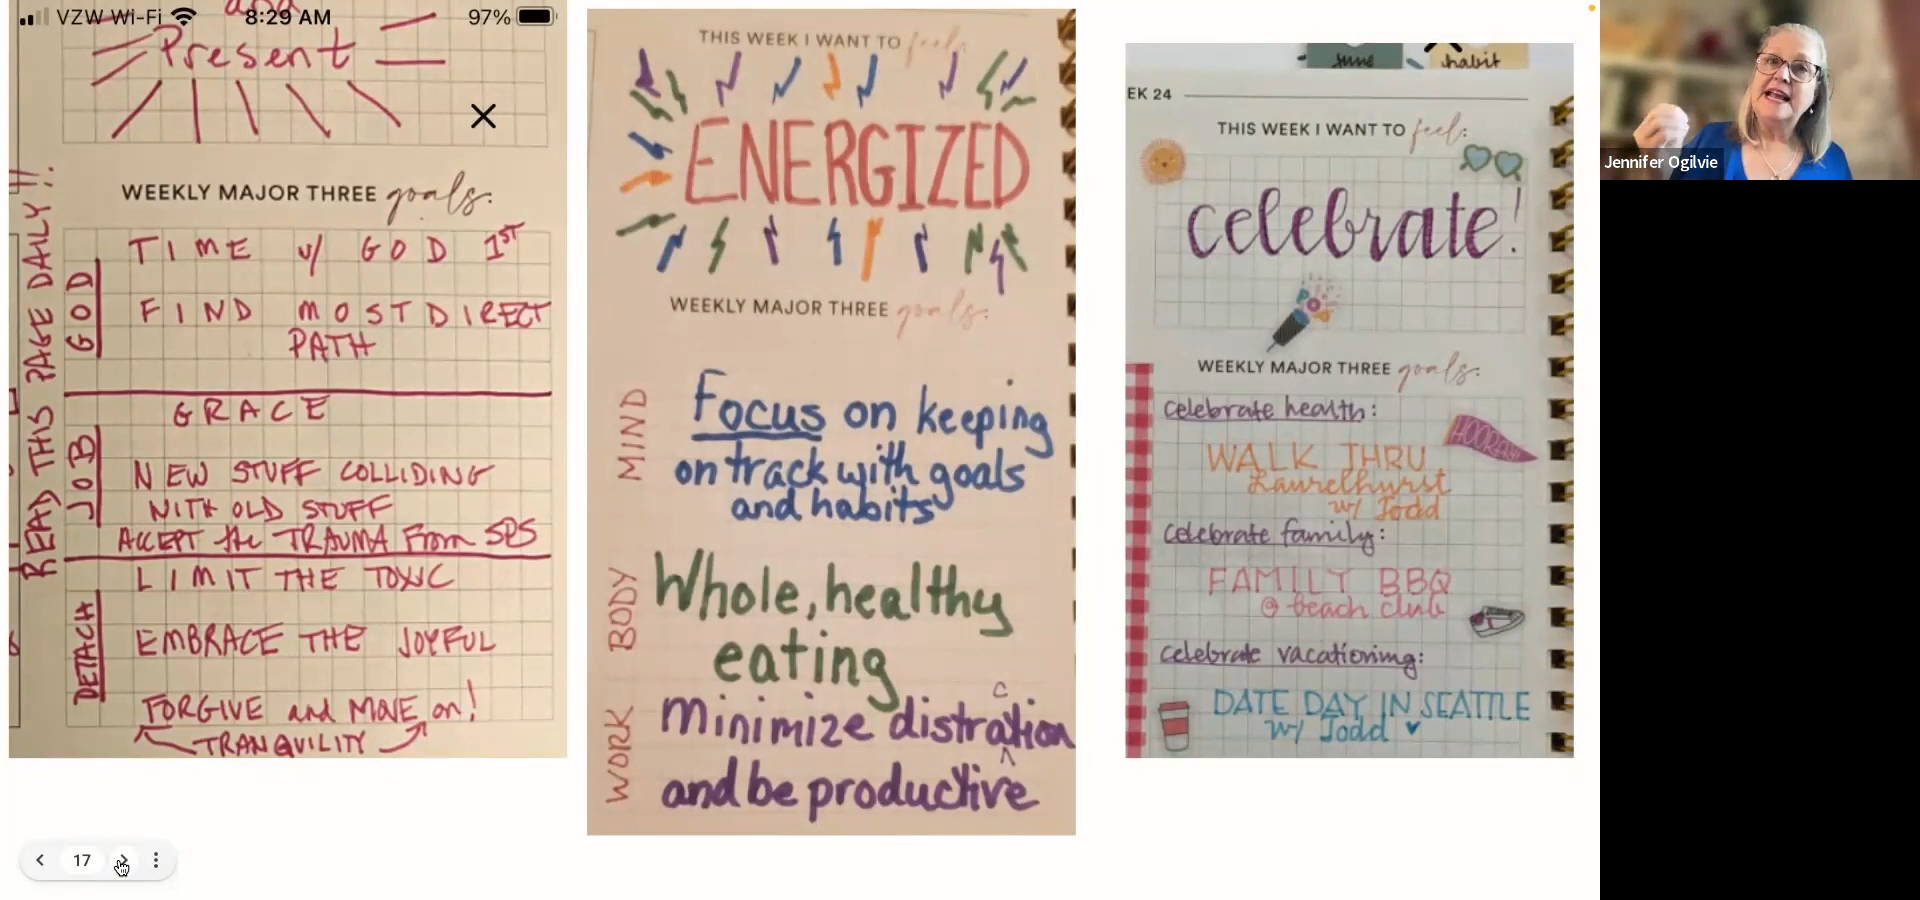 VZW Wi-Fi 8:29 AM 97%
and
Present
READ THIS PAGE DAILY!!
WEEKLY MAJOR THREE goals:
GOD
TIME w/ GOD 1ST
FIND MOST DIRECT
PATH
JOB
GRACE
NEW STUFF COLLIDING
WITH OLD STUFF
ACCEPT the TRAUMA From SPS
DETACH
LIMIT THE TOXIC
EMBRACE THE JOYFUL
FORGIVE and MOVE on!
TRANQUILITY
THIS WEEK I WANT TO feel:
ENERGIZED
WEEKLY MAJOR THREE goals:
MIND
Focus on keeping
on track with goals
and habits
BODY
Whole, healthy
eating
WORK
minimize distraction
and be productive
june
habit
EK 24
THIS WEEK I WANT TO feel:
celebrate!
POP
WEEKLY MAJOR THREE goals:
celebrate health:
HOORAY!
WALK THRU
Laurelhurst
w/ Todd
celebrate family:
FAMILY BBQ
@ beach club
celebrate vacationing:
DATE DAY IN SEATTLE
w/ Todd
Jennifer Ogilvie
17